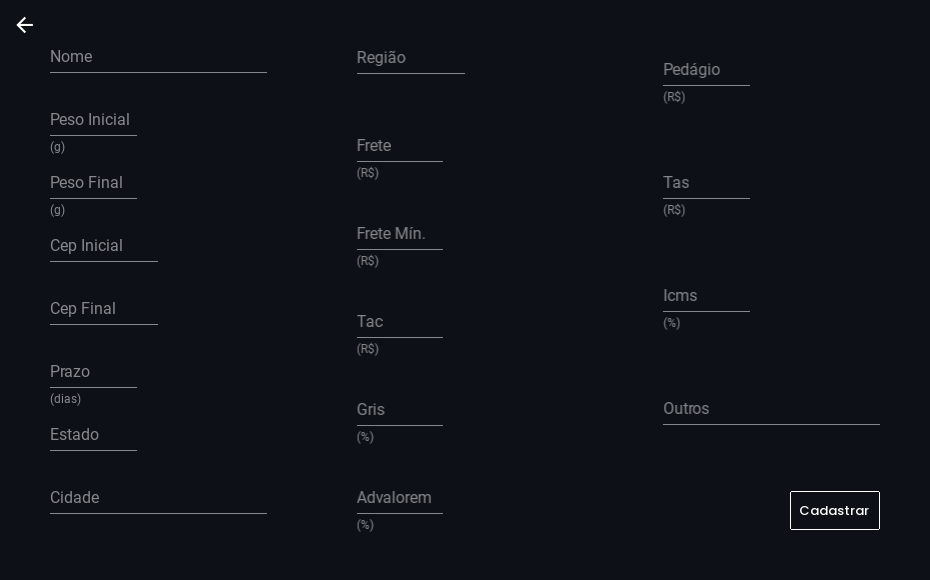 Nome
Peso Inicial
(g)
Peso Final
(g)
Cep Inicial
Cep Final
Prazo
(dias)
Estado
Cidade
Região
Frete
(R$)
Frete Mín.
(R$)
Tac
(R$)
Gris
(%)
Advalorem
(%)
Pedágio
(R$)
Tas
(R$)
Icms
(%)
Outros
Cadastrar